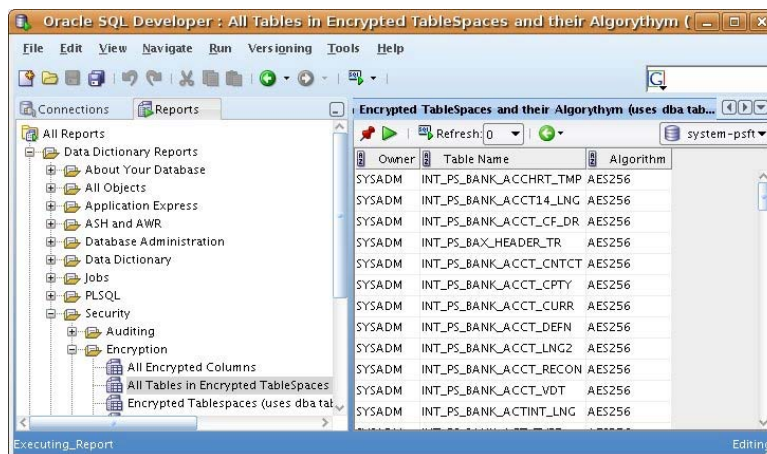 Oracle SQL Developer : All Tables in Encrypted TableSpaces and their Algorythym (
File Edit View Navigate Run Versigning Tools Help
G
Connections
Reports
All Reports
Data Dictionary Reports
About Your Database
All Objects
Application Express
ASH and AWR
Database Administration
Data Dictionary
Jobs
PLSQL
Security
Auditing
Encryption
All Encrypted Columns
All Tables in Encrypted TableSpaces
Encrypted Tablespaces (uses dba tab
Encrypted TableSpaces and their Algorythym (uses dba tab...
Refresh: 0 system-psft
Owner Table Name Algorithm
SYSADM INT_PS_BANK_ACCHRT_TMP AES256
SYSADM INT_PS_BANK_ACCT14_LNG AES256
SYSADM INT_PS_BANK_ACCT_CF_DR AES256
SYSADM INT_PS_BAX_HEADER_TR AES256
SYSADM INT_PS_BANK_ACCT_CNTCT AES256
SYSADM INT_PS_BANK_ACCT_CPTY AES256
SYSADM INT_PS_BANK_ACCT_CURR AES256
SYSADM INT_PS_BANK_ACCT_DEFN AES256
SYSADM INT_PS_BANK_ACCT_LNG2 AES256
SYSADM INT_PS_BANK_ACCT_RECON AES256
SYSADM INT_PS_BANK_ACCT_VDT AES256
SYSADM INT_PS_BANK_ACTINT_LNG AES256
Executing_Report
Editing